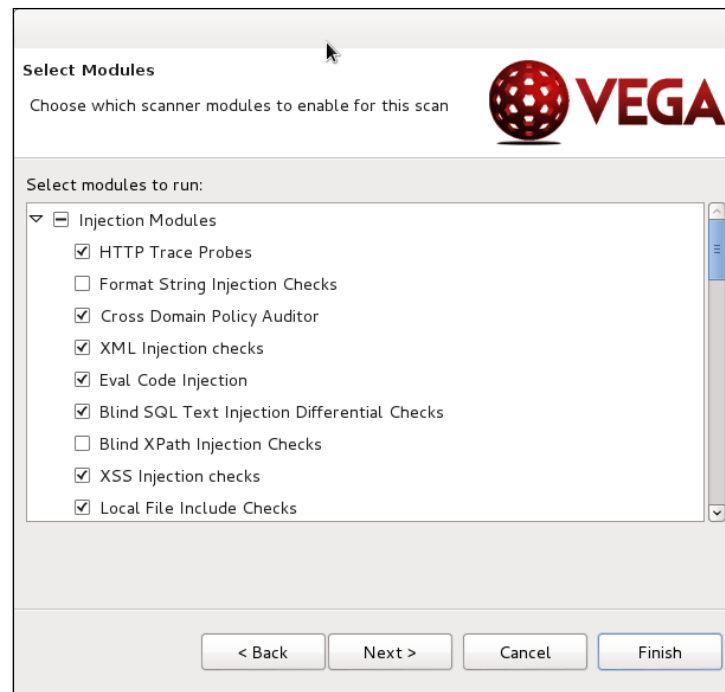 Select Modules
Choose which scanner modules to enable for this scan
VEGA
Select modules to run:
Injection Modules
HTTP Trace Probes
Format String Injection Checks
Cross Domain Policy Auditor
XML Injection checks
Eval Code Injection
Blind SQL Text Injection Differential Checks
Blind XPath Injection Checks
XSS Injection checks
Local File Include Checks
< Back
Next >
Cancel
Finish